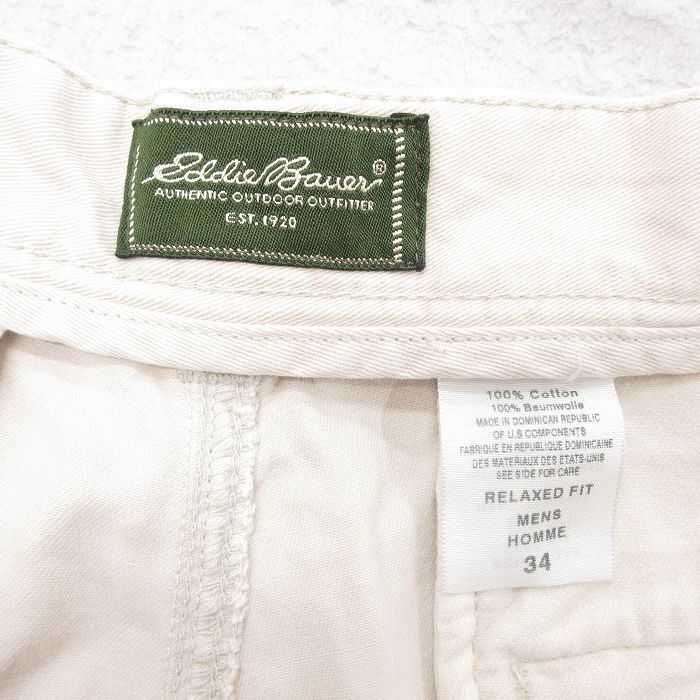 Eddie Bauer®
AUTHENTIC OUTDOOR OUTFITTER
EST. 1920
100% Cotton
100% Baumwolle
MADE IN DOMINICAN REPUBLIC
OF U.S COMPONENTS
FABRIQUE EN REPUBLIQUE DOMINICAINE
DES MATERIAUX DES ETATS-UNIS
SEE SIDE FOR CARE
RELAXED FIT
MENS
HOMME
34